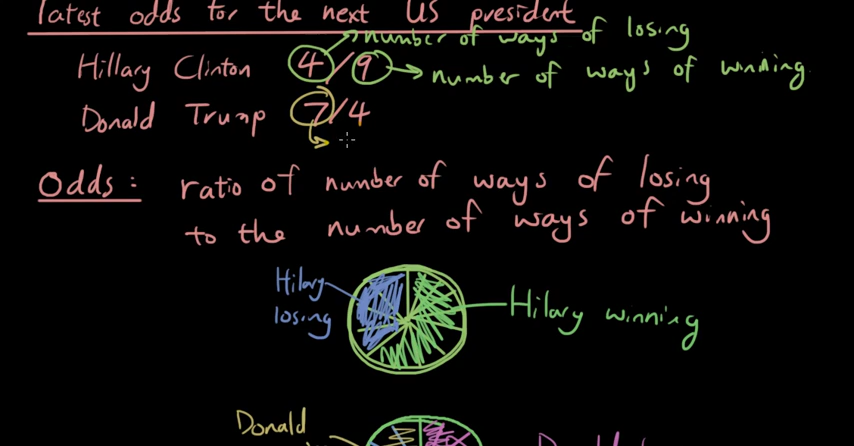 latest odds for the next US president
number of ways of losing
Hillary Clinton 4/9 number of ways of winning
Donald Trump 7/4
Odds: ratio of number of ways of losing
to the number of ways of winning
Hilary
losing
Hilary winning
Donald